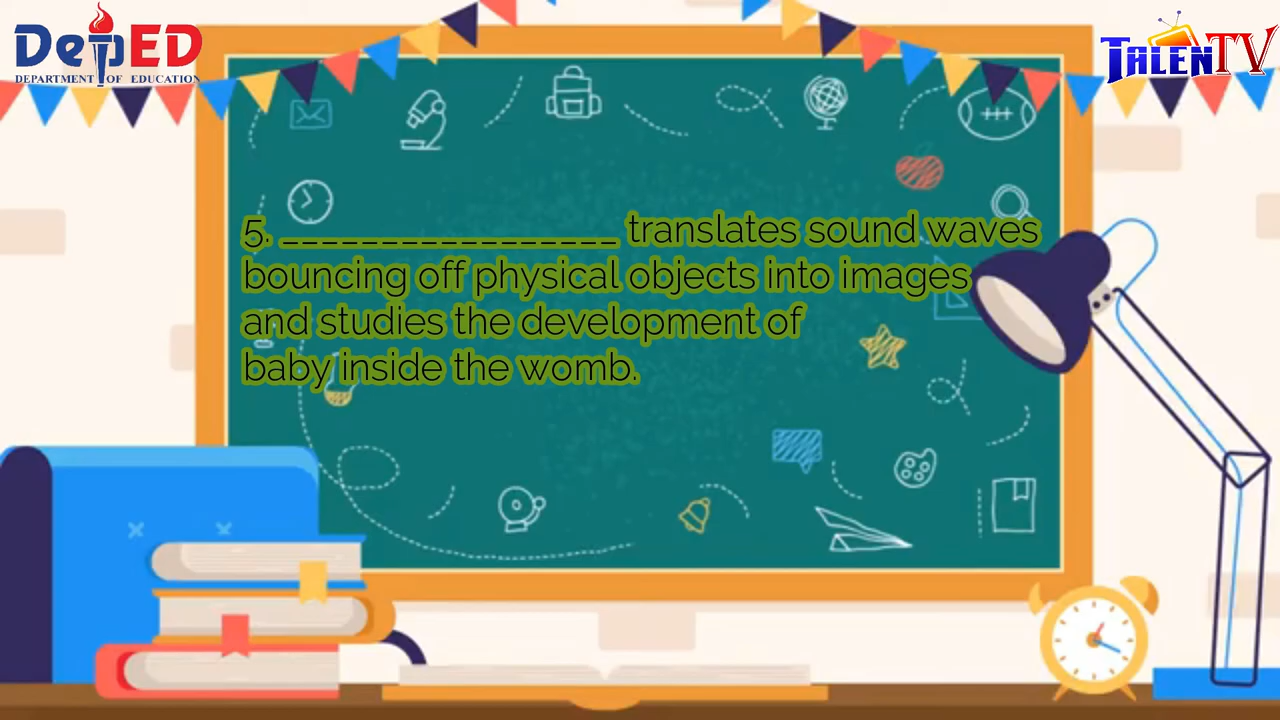 DepED
DEPARTMENT OF EDUCATION
TALENTV
5. _________________ translates sound waves
bouncing off physical objects into images
and studies the development of
baby inside the womb.